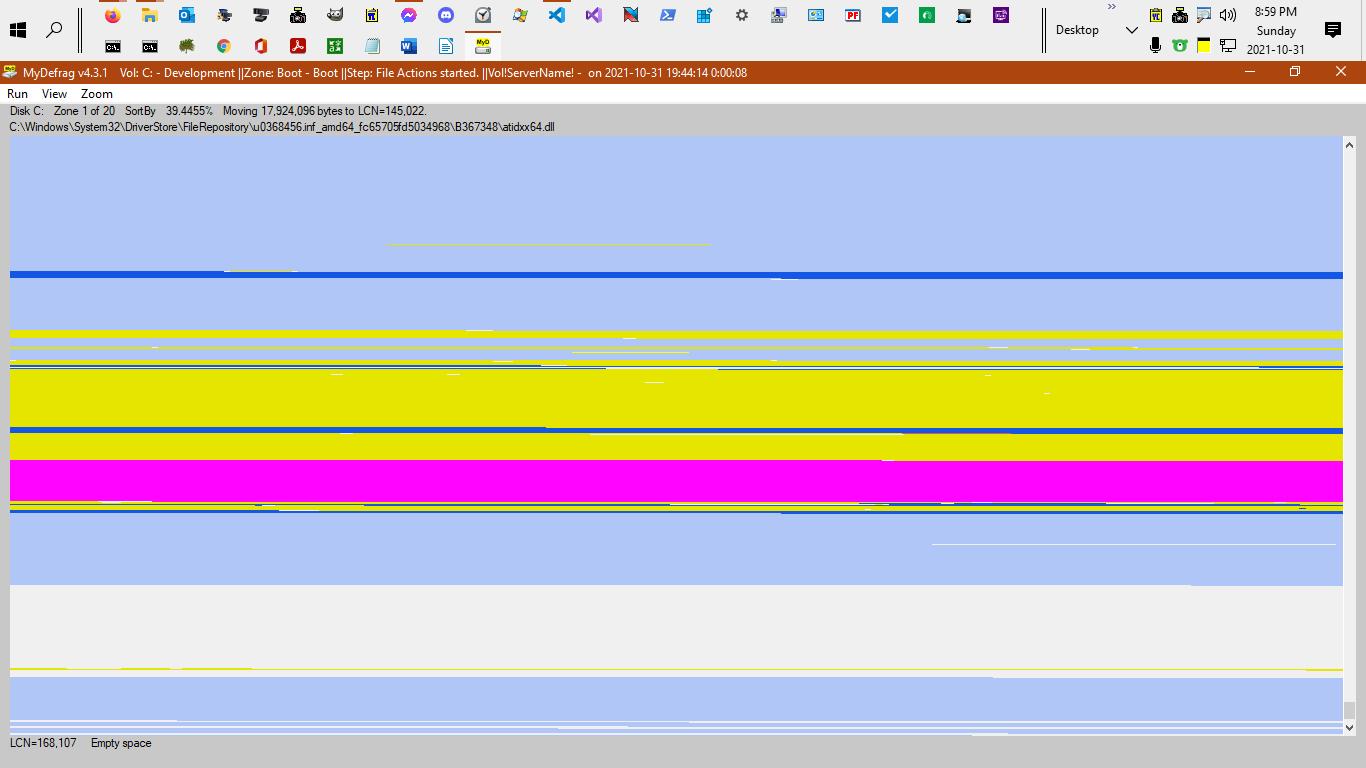 8:59 PM
Desktop
Sunday
2021-10-31
MyDefrag v4.3.1 Vol: C: - Development ||Zone: Boot - Boot ||Step: File Actions started. ||Vol!ServerName! - on 2021-10-31 19:44:14 0:00:08
Run View Zoom
Disk C: Zone 1 of 20 SortBy 39.4455% Moving 17,924,096 bytes to LCN=145,022.
C:\Windows\System32\DriverStore\FileRepository\u0368456.inf_amd64_fc65705fd5034968\B367348\atidxx64.dll
LCN=168,107 Empty space